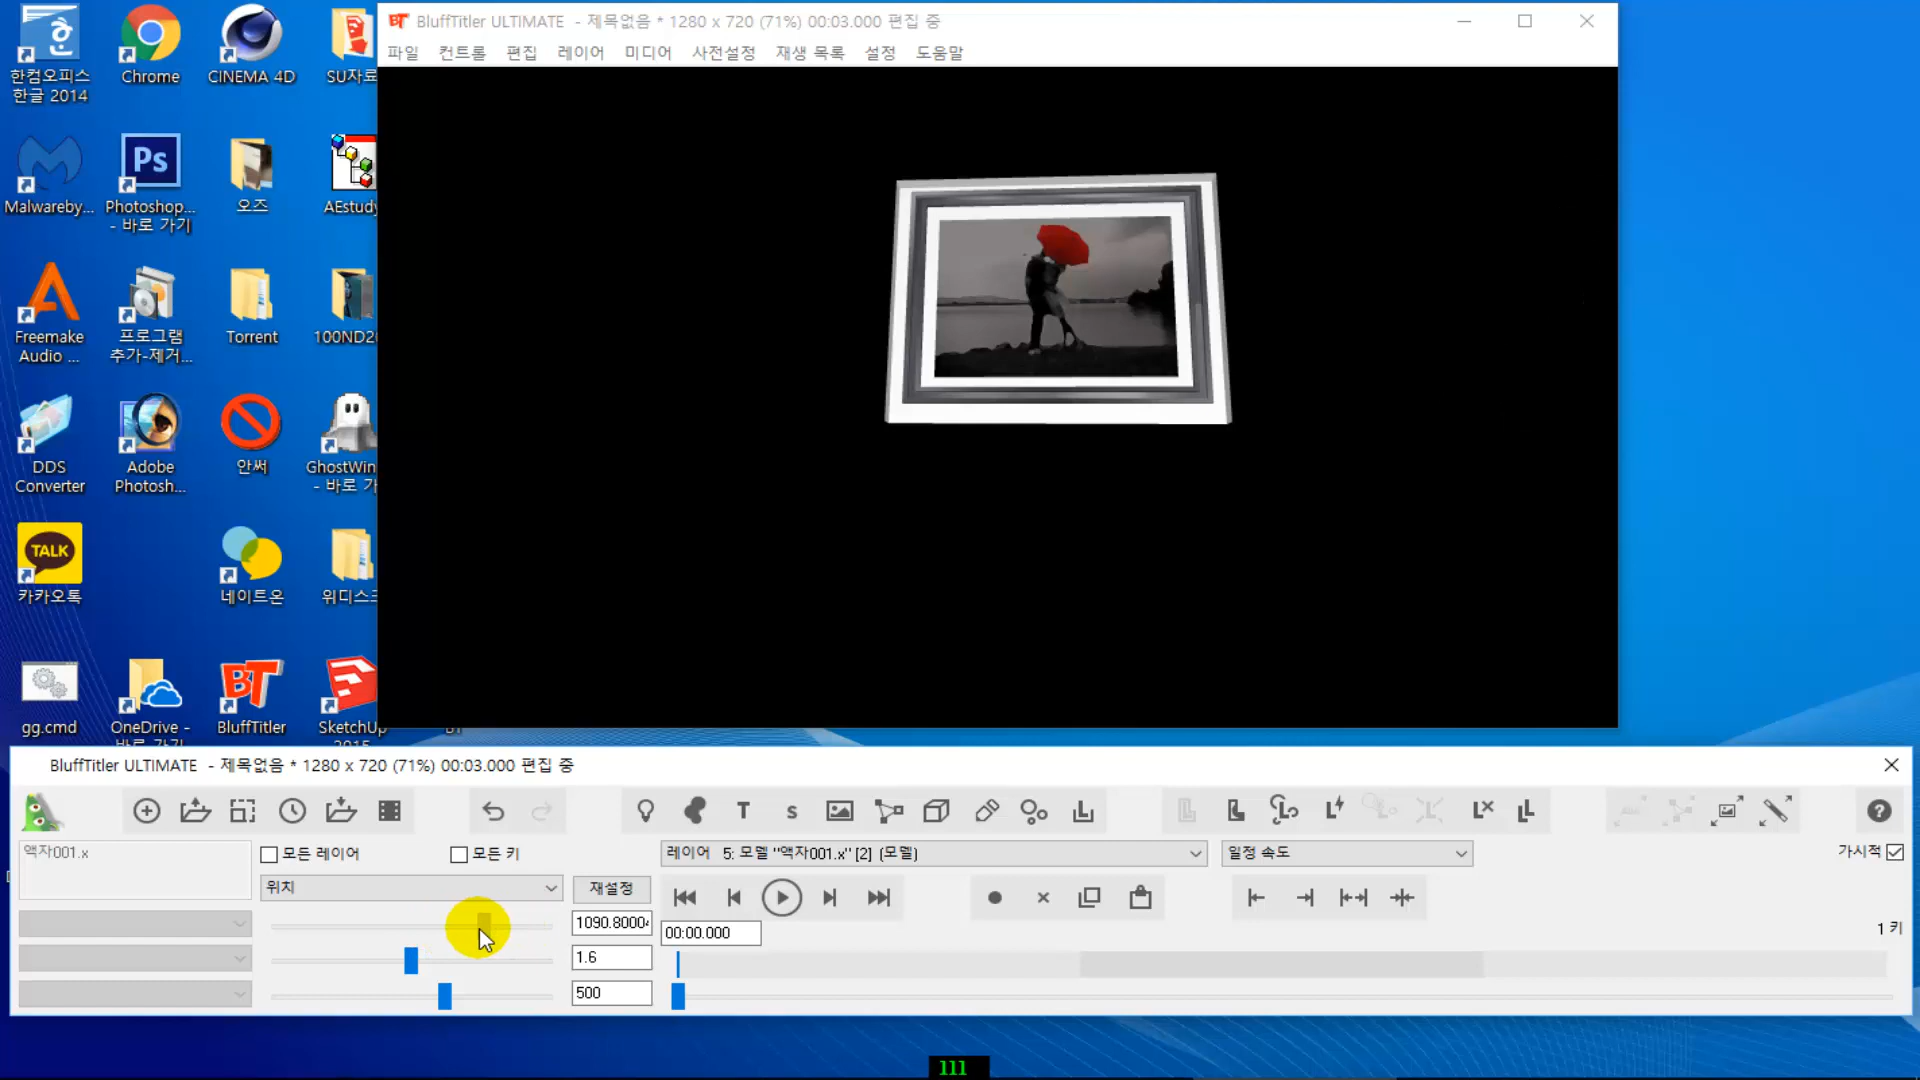 BluffTitler ULTIMATE - 제목없음 * 1280 x 720 (71%) 00:03.000 편집 중
파일 컨트롤 편집 레이어 미디어 사전설정 재생 목록 설정 도움말
한컴오피스
한글 2014
Chrome
CINEMA 4D
SU자료
Malwareby...
Ps
Photoshop...
- 바로 가기
오즈
AEstudy
Freemake
Audio ...
프로그램
추가-제거...
Torrent
100ND2
DDS
Converter
Adobe
Photosh...
안써
GhostWin
- 바로 가
TALK
카카오톡
네이트온
위디스크
gg.cmd
OneDrive -
바로 가기
BT
BluffTitler
SketchUp
2015
BluffTitler ULTIMATE - 제목없음 * 1280 x 720 (71%) 00:03.000 편집 중
액자001.x
모든 레이어
모든 키
레이어 5: 모델 "액자001.x" [2] (모델)
일정 속도
가시적
위치
재설정
1090.8000
00:00.000
1 키
1.6
500
111